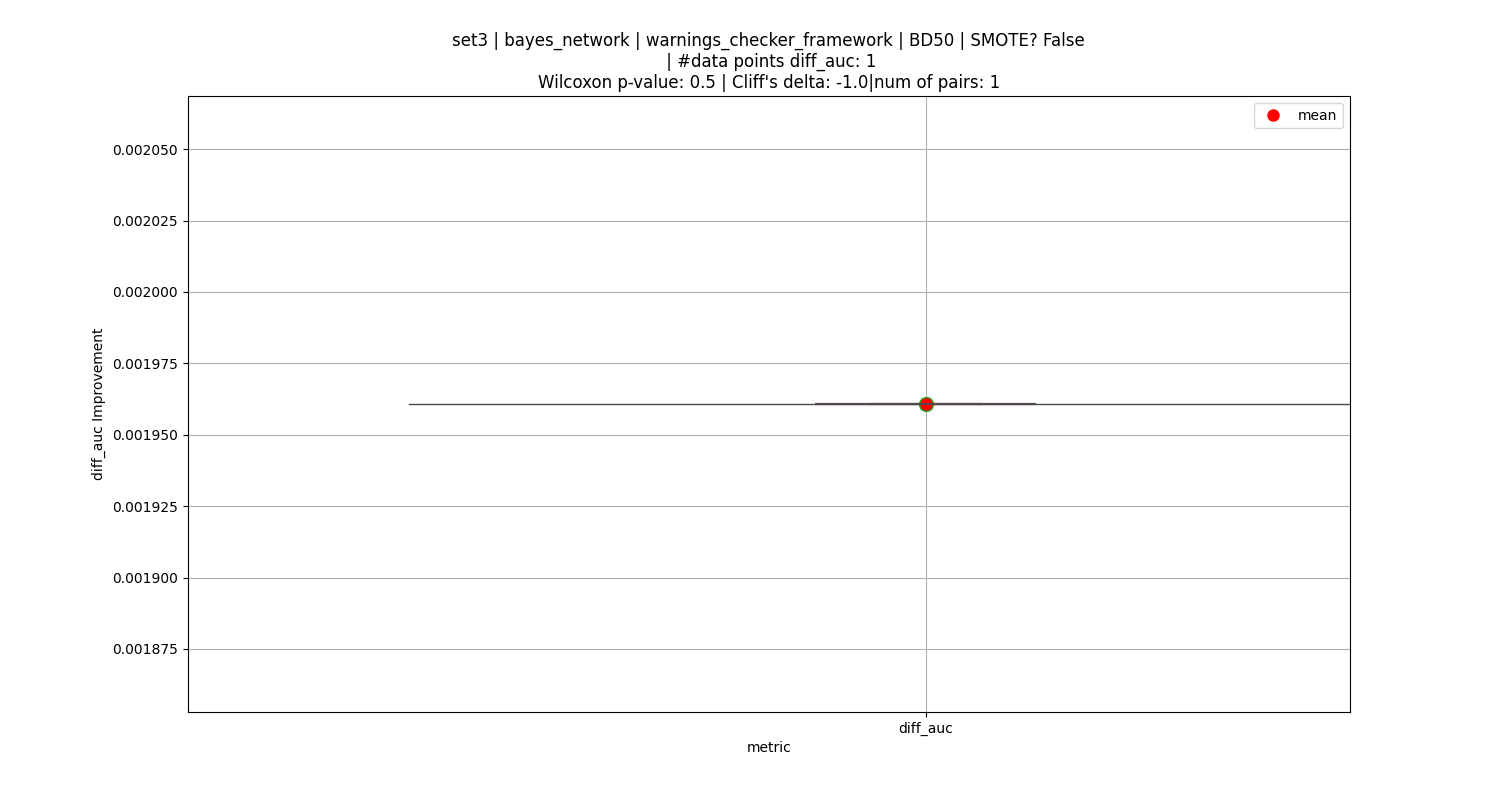 set3 | bayes_network | warnings_checker_framework | BD50 | SMOTE? False
| #data points diff_auc: 1
Wilcoxon p-value: 0.5 | Cliff's delta: -1.0|num of pairs: 1
mean
0.002050
0.002025
0.002000
0.001975
0.001950
0.001925
0.001900
0.001875
diff_auc Improvement
diff_auc
metric